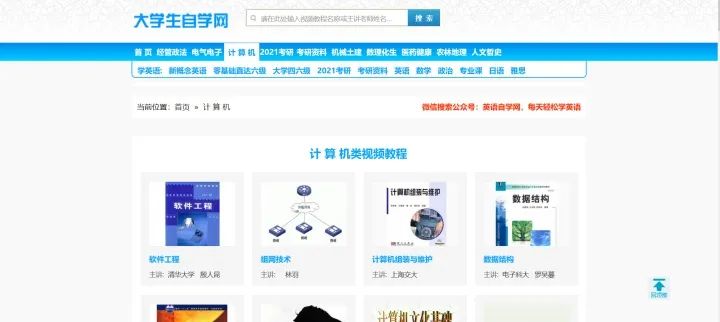 大学生自学网
请在此处输入视频教程名称或主讲老师姓名...
搜 索
首 页 经管政法 电气电子 计 算 机 2021考研 考研资料 机械土建 数理化生 医药健康 农林地理 人文哲史
学英语: 新概念英语 零基础直达六级 大学四六级 2021考研 考研资料 英语 数学 政治 专业课 日语 雅思
当前位置: 首页 » 计 算 机
微信搜索公众号: 英语自学网, 每天轻松学英语
计 算 机类视频教程
软件工程
计算机组装与维护
数据结构
软件工程 组网技术 计算机组装与维护 数据结构
主讲: 清华大学 殷人昆
主讲: 林羽
主讲: 上海交大
主讲: 电子科大 罗吴蔓
回顶部
计算机文化基础